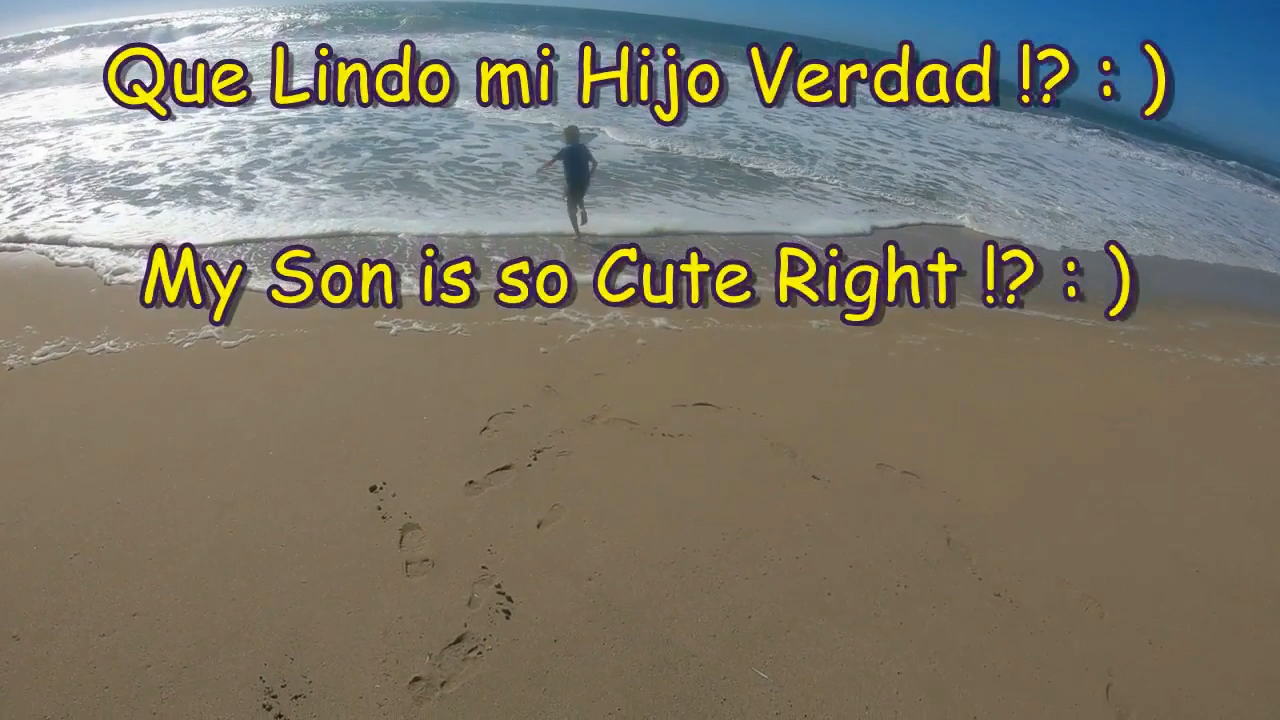 Que Lindo mi Hijo Verdad !? : )
My Son is so Cute Right !? : )